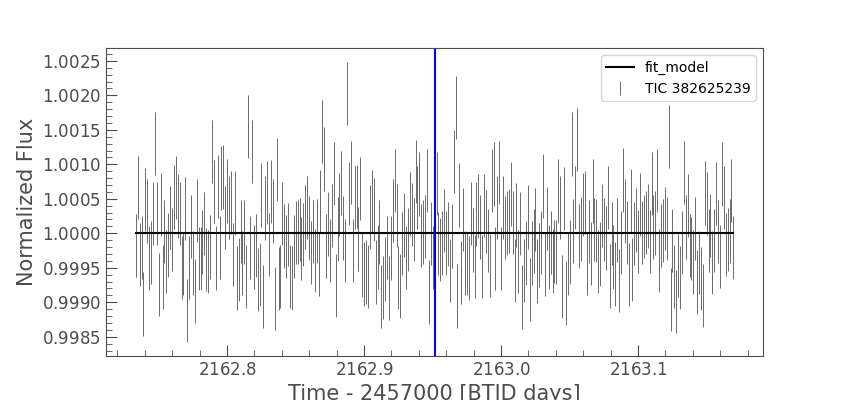 fit_model
TIC 382625239
1.0025
1.0020
1.0015
1.0010
1.0005
1.0000
0.9995
0.9990
0.9985
Normalized Flux
2162.8 2162.9 2163.0 2163.1
Time - 2457000 [BTJD days]